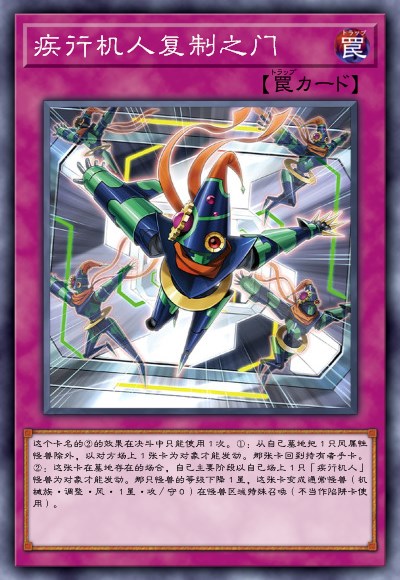 疾行机人复制之门
トラップ
罠
トラップ
【罠カード】
这个卡名的②的效果在决斗中只能使用1次。①:从自己墓地把1只风属性
怪兽除外,以对方场上1张卡为对象才能发动。那张卡回到持有者手卡。
②:这张卡在墓地存在的场合,自己主要阶段以自己场上1只「疾行机人」
怪兽为对象才能发动。那只怪兽的等级下降1星,这张卡变成通常怪兽(机
械族·调整·风·1星·攻/守0)在怪兽区域特殊召唤(不当作陷阱卡使
用)。